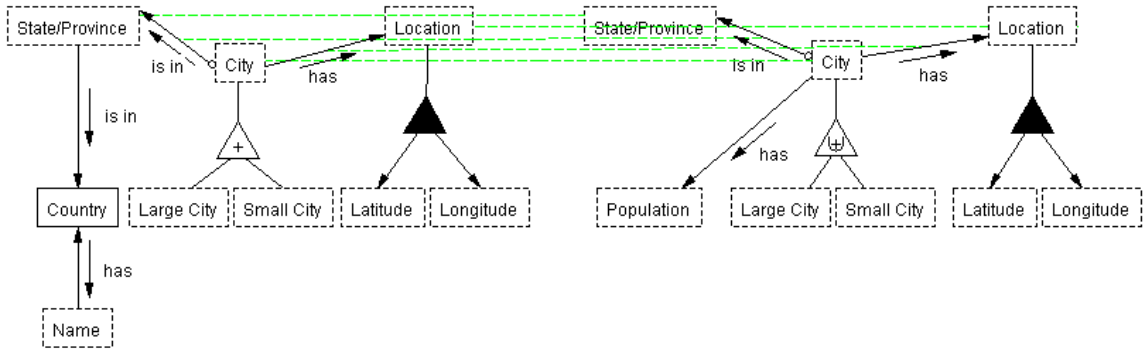 State/Province
Location
State/Province
Location
City
City
is in
has
is in
has
is in
+
has
Country
Large City
Small City
Latitude
Longitude
Population
Large City
Small City
Latitude
Longitude
has
Name